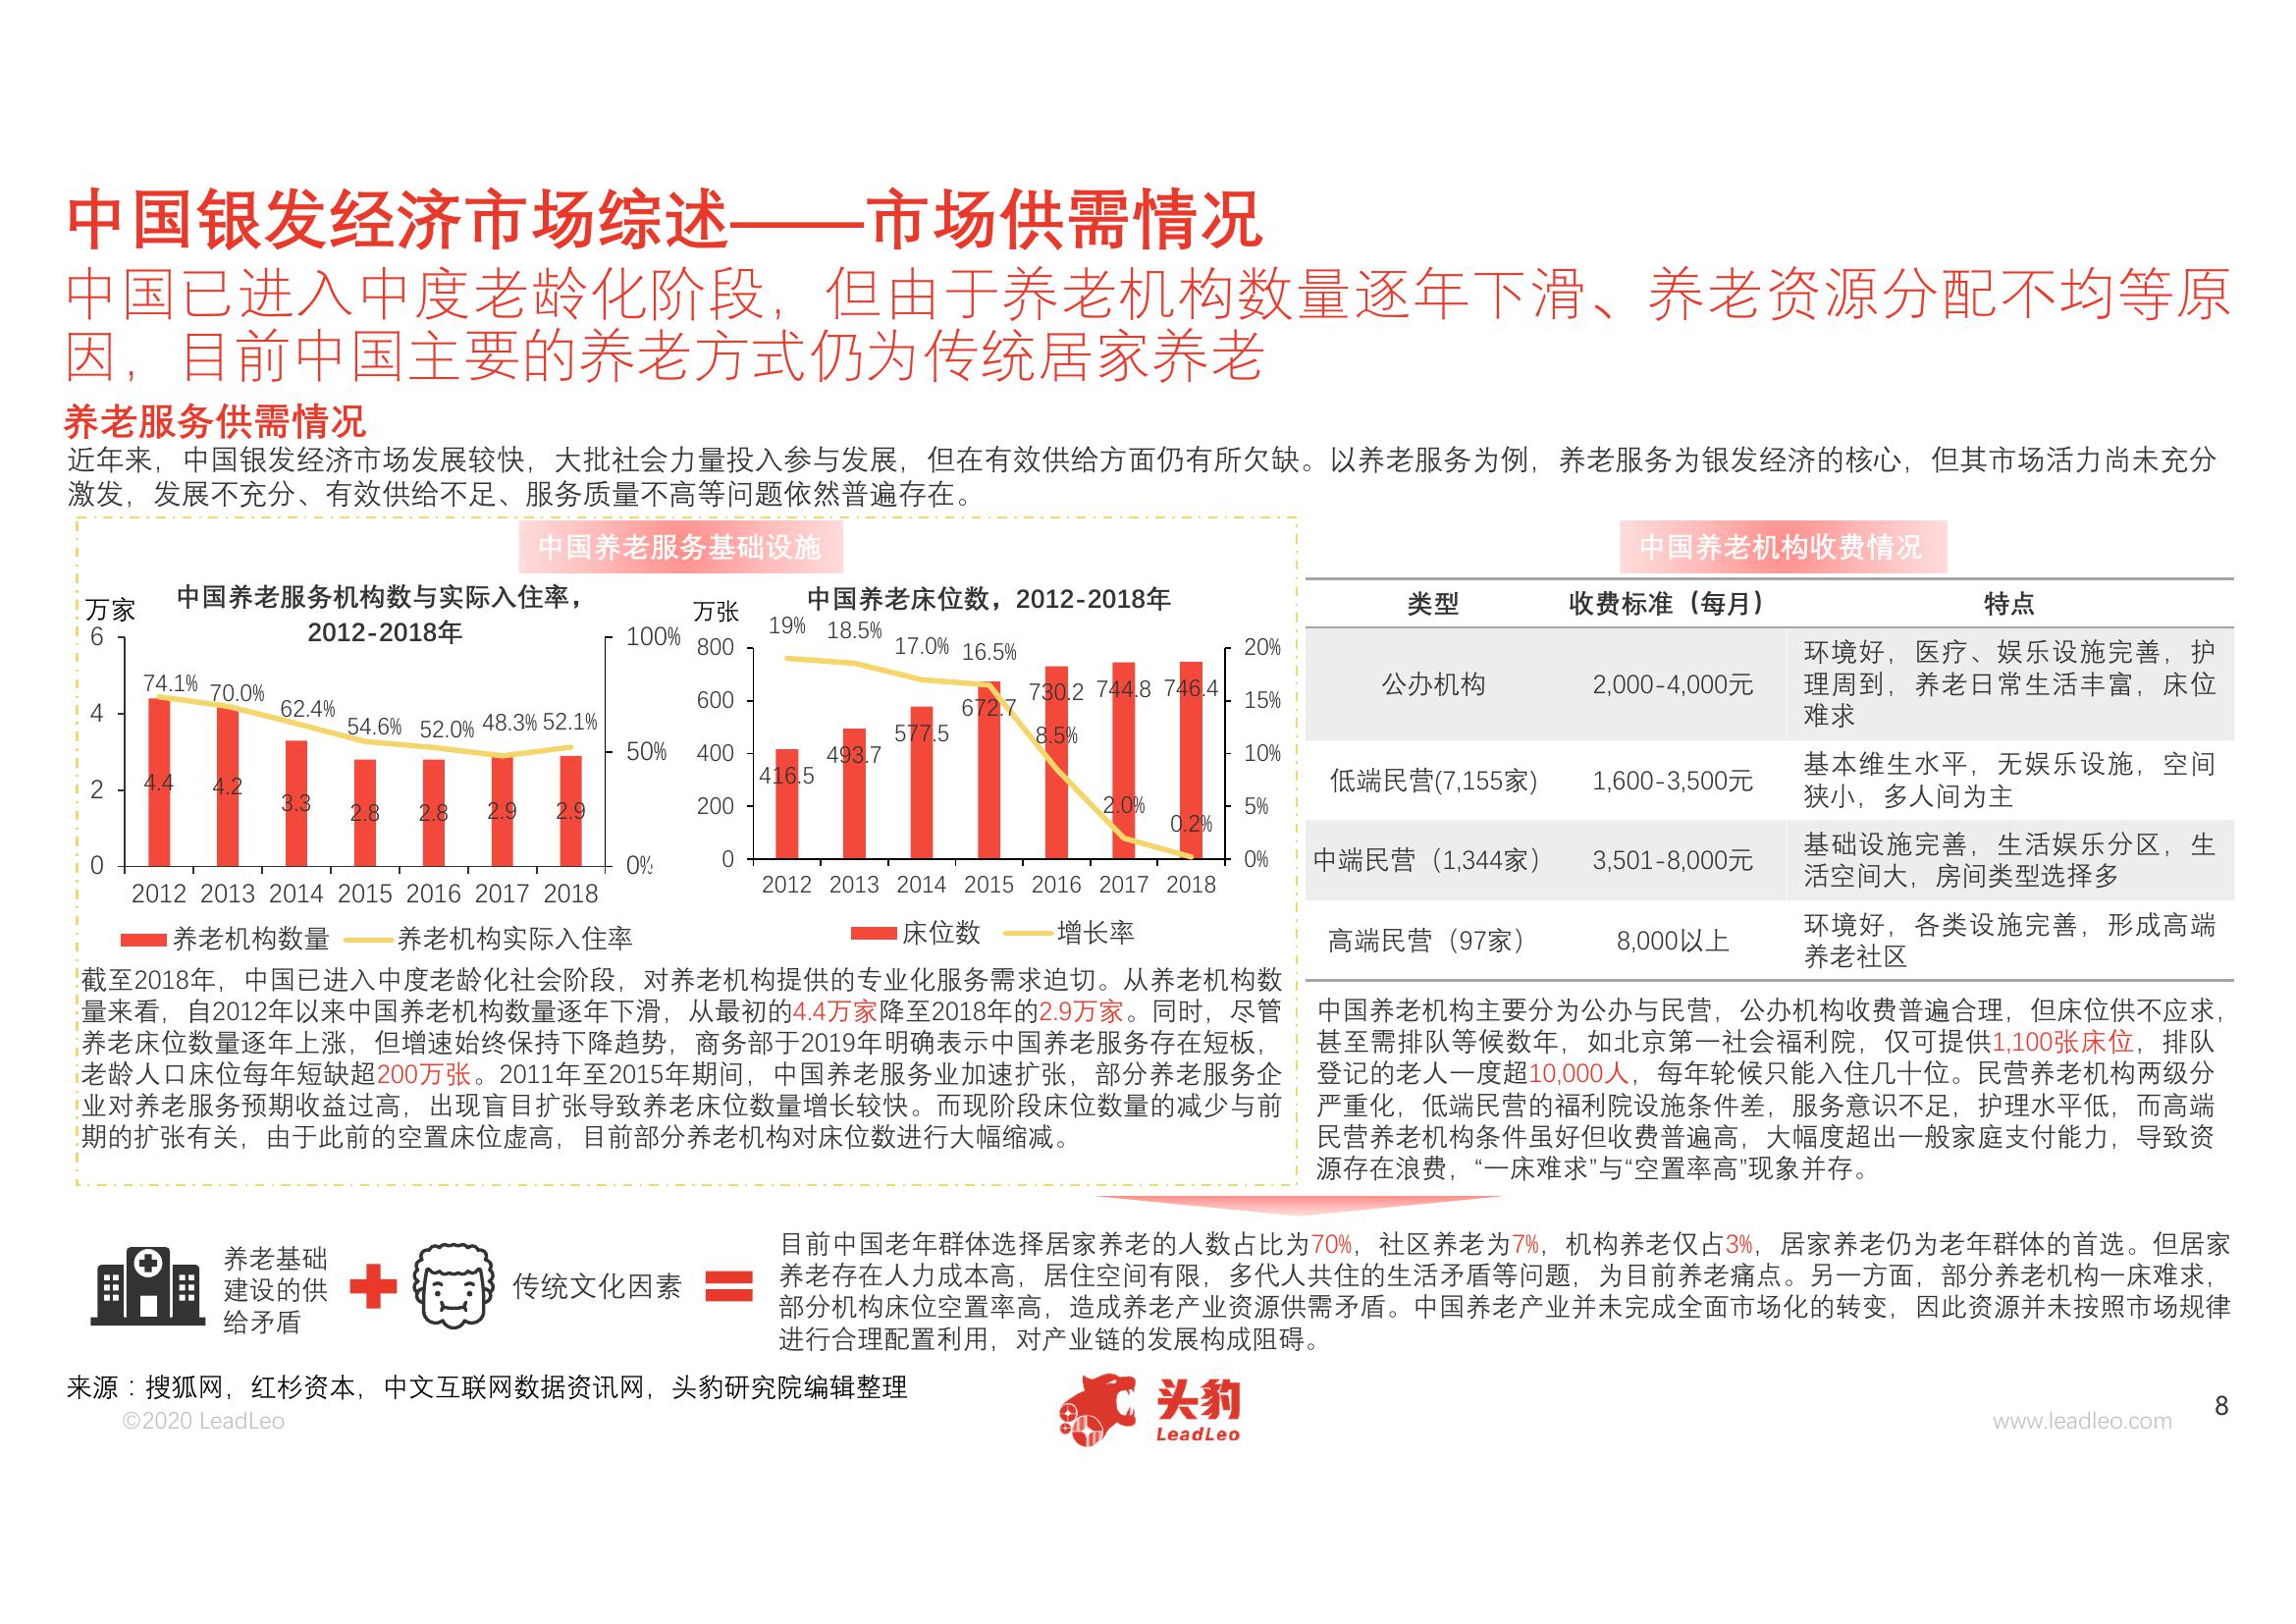 中国银发经济市场综述——市场供需情况
中国已进入中度老龄化阶段，但由于养老机构数量逐年下滑、养老资源分配不均等原
因，目前中国主要的养老方式仍为传统居家养老
养老服务供需情况
近年来，中国银发经济市场发展较快，大批社会力量投入参与发展，但在有效供给方面仍有所欠缺。以养老服务为例，养老服务为银发经济的核心，但其市场活力尚未充分
激发，发展不充分、有效供给不足、服务质量不高等问题依然普遍存在。
中国养老服务基础设施
中国养老服务机构数与实际入住率，
2012-2018年
万家
6
4
2
0
100%
50%
0%
74.1%
70.0%
62.4%
54.6%
52.0%
48.3%
52.1%
4.4
4.2
3.3
2.8
2.8
2.9
2.9
2012 2013 2014 2015 2016 2017 2018
养老机构数量 养老机构实际入住率
中国养老床位数，2012-2018年
万张
800
600
400
200
0
20%
15%
10%
5%
0%
19%
18.5%
17.0%
16.5%
8.5%
2.0%
0.2%
416.5
493.7
577.5
672.7
730.2
744.8
746.4
2012 2013 2014 2015 2016 2017 2018
床位数 增长率
截至2018年，中国已进入中度老龄化社会阶段，对养老机构提供的专业化服务需求迫切。从养老机构数
量来看，自2012年以来中国养老机构数量逐年下滑，从最初的4.4万家降至2018年的2.9万家。同时，尽管
养老床位数量逐年上涨，但增速始终保持下降趋势，商务部于2019年明确表示中国养老服务存在短板，
老龄人口床位每年短缺超200万张。2011年至2015年期间，中国养老服务业加速扩张，部分养老服务企
业对养老服务预期收益过高，出现盲目扩张导致养老床位数量增长较快。而现阶段床位数量的减少与前
期的扩张有关，由于此前的空置床位虚高，目前部分养老机构对床位数进行大幅缩减。
中国养老机构收费情况
类型 收费标准（每月） 特点
公办机构 2,000-4,000元 环境好，医疗、娱乐设施完善，护
理周到，养老日常生活丰富，床位
难求
低端民营(7,155家) 1,600-3,500元 基本维生水平，无娱乐设施，空间
狭小，多人间为主
中端民营（1,344家） 3,501-8,000元 基础设施完善，生活娱乐分区，生
活空间大，房间类型选择多
高端民营（97家） 8,000以上 环境好，各类设施完善，形成高端
养老社区
中国养老机构主要分为公办与民营，公办机构收费普遍合理，但床位供不应求，
甚至需排队等候数年，如北京第一社会福利院，仅可提供1,100张床位，排队
登记的老人一度超10,000人，每年轮候只能入住几十位。民营养老机构两级分
严重化，低端民营的福利院设施条件差，服务意识不足，护理水平低，而高端
民营养老机构条件虽好但收费普遍高，大幅度超出一般家庭支付能力，导致资
源存在浪费，“一床难求”与“空置率高”现象并存。
养老基础
建设的供
给矛盾
传统文化因素
目前中国老年群体选择居家养老的人数占比为70%，社区养老为7%，机构养老仅占3%，居家养老仍为老年群体的首选。但居家
养老存在人力成本高，居住空间有限，多代人共住的生活矛盾等问题，为目前养老痛点。另一方面，部分养老机构一床难求，
部分机构床位空置率高，造成养老产业资源供需矛盾。中国养老产业并未完成全面市场化的转变，因此资源并未按照市场规律
进行合理配置利用，对产业链的发展构成阻碍。
来源：搜狐网，红杉资本，中文互联网数据资讯网，头豹研究院编辑整理
©2020 LeadLeo
头豹
LeadLeo
www.leadleo.com
8